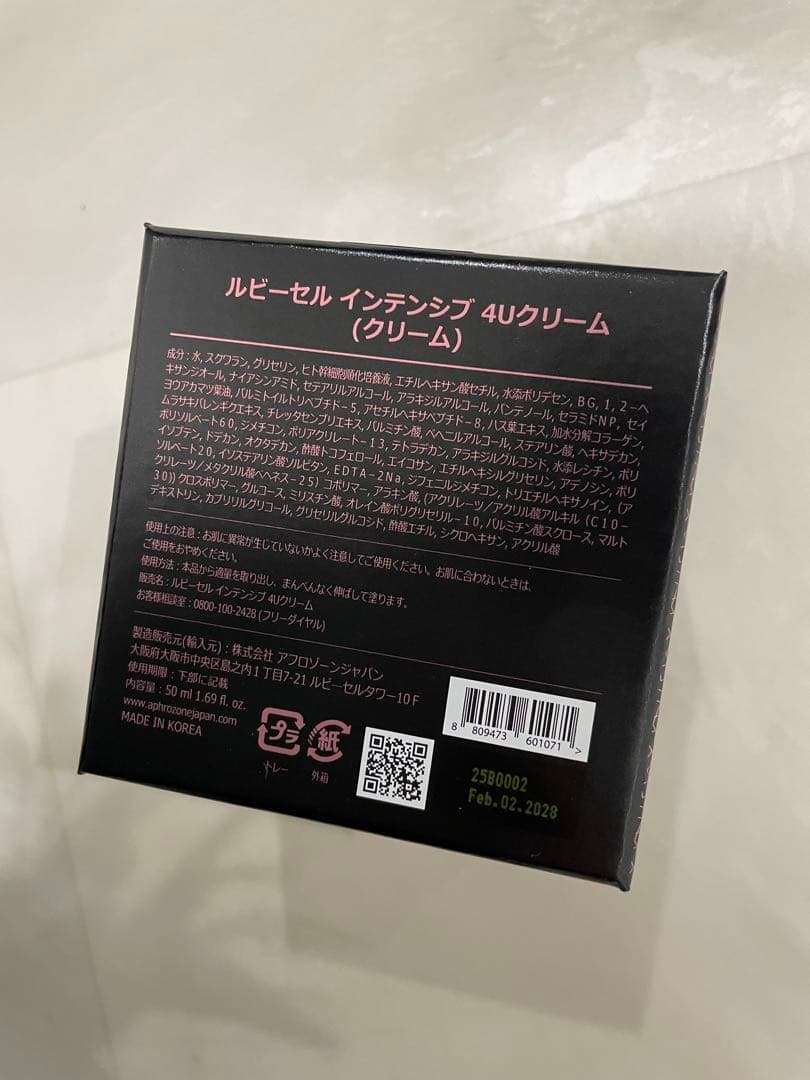 ルビーセル インテンシブ 4Uクリーム
(クリーム)
成分：水, スクワラン, グリセリン, ヒト幹細胞順化培養液, エチルヘキサン酸セチル, 水添ポリデセン, BG, 1, 2-ヘ
キサンジオール, ナイアシンアミド, セテアリルアルコール, アラキジルアルコール, パンテノール, セラミドNP, セイ
ヨウアカマツ葉油, パルミトイルトリペプチド-5, アセチルヘキサペプチド-8, ハス葉エキス, 加水分解コラーゲン,
ムラサキバレンギクエキス, チレッタセンブリエキス, パルミチン酸, ベヘニルアルコール, ステアリン酸, ヘキサデカン,
ポリソルベート60, ジメチコン, ポリアクリレート-13, テトラデカン, アラキルグルコシド, 水添レシチン, ポリ
イソブテン, ドデカン, オクタデカン, 酢酸トコフェロール, エイコサン, エチルヘキシルグリセリン, アデノシン, ポリ
ソルベート20, イソステアリン酸ソルビタン, EDTA-2Na, ジフェニルジメチコン, トリエチルヘキサノイン, (ア
クリレーツ/メタクリル酸ベヘネス-25) コポリマー, アラキン酸, (アクリレーツ/アクリル酸アルキル (C10-
30)) クロスポリマー, グルコース, ミリスチン酸, オレイン酸ポリグリセリル-10, パルミチン酸スクロース, マルト
デキストリン, カプリリルグリコール, グリセリルグルコシド, 酢酸エチル, シクロヘキサン, アクリル酸
使用上の注意：お肌に異常が生じていないかよく注意してご使用ください。お肌に合わないときは、
ご使用をおやめください。
使用方法：本品から適量を取り出し、まんべんなく伸ばして塗ります。
販売名：ルビーセル インテンシブ 4Uクリーム
お客様相談室：0800-100-2428 (フリーダイヤル)
製造販売元(輸入元)：株式会社 アフロゾーンジャパン
大阪府大阪市中央区島之内1丁目7-21 ルビーセルタワー10F
使用期限：下部に記載
内容量：50 ml 1.69 fl. oz.
www.aphrozonejapan.com
MADE IN KOREA
プラ 紙
トレー 外箱
8 809473 601071 >
25B0002
Feb.02.2028